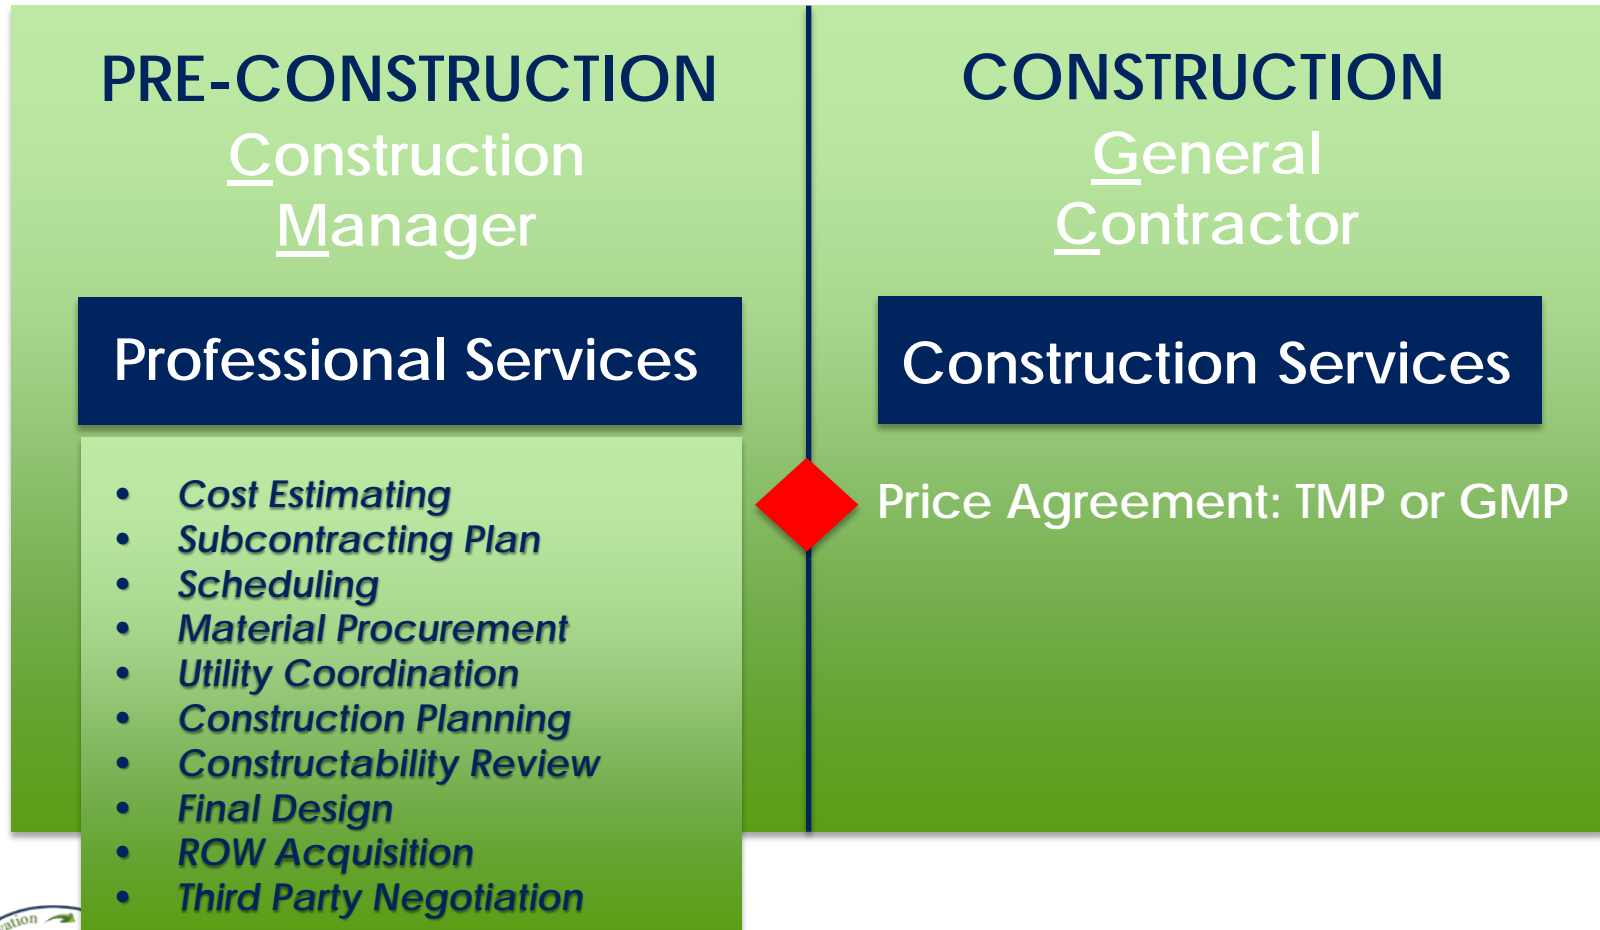 PRE-CONSTRUCTION
Construction
Manager
Professional Services
• Cost Estimating
• Subcontracting Plan
• Scheduling
• Material Procurement
• Utility Coordination
• Construction Planning
• Constructability Review
• Final Design
• ROW Acquisition
• Third Party Negotiation
CONSTRUCTION
General
Contractor
Construction Services
Price Agreement: TMP or GMP